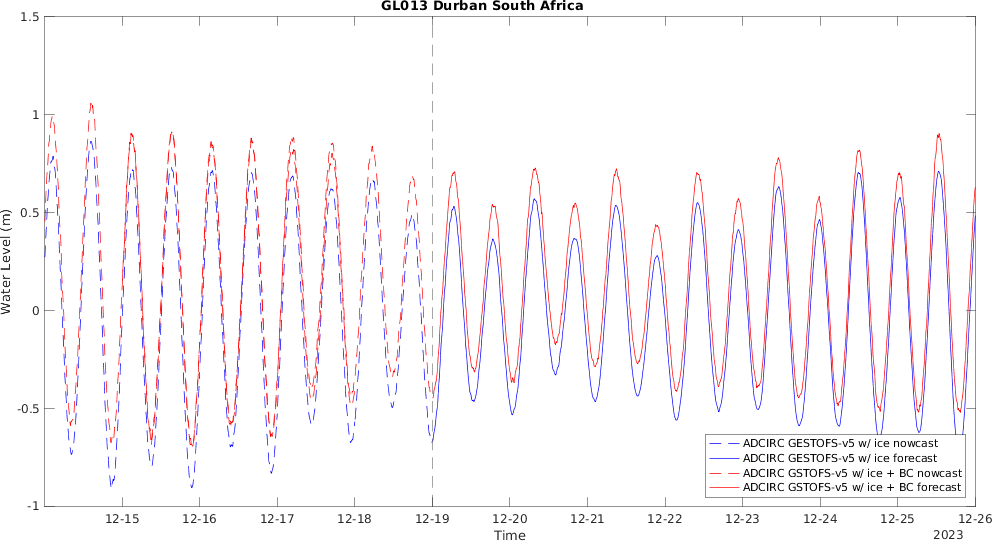 GL013 Durban South Africa
1.5
1
0.5
0
-0.5
-1
Water Level (m)
12-15 12-16 12-17 12-18 12-19 12-20 12-21 12-22 12-23 12-24 12-25 12-26
Time
2023
ADCIRC GESTOFS-v5 w/ ice nowcast
ADCIRC GESTOFS-v5 w/ ice forecast
ADCIRC GSTOFS-v5 w/ ice + BC nowcast
ADCIRC GSTOFS-v5 w/ ice + BC forecast